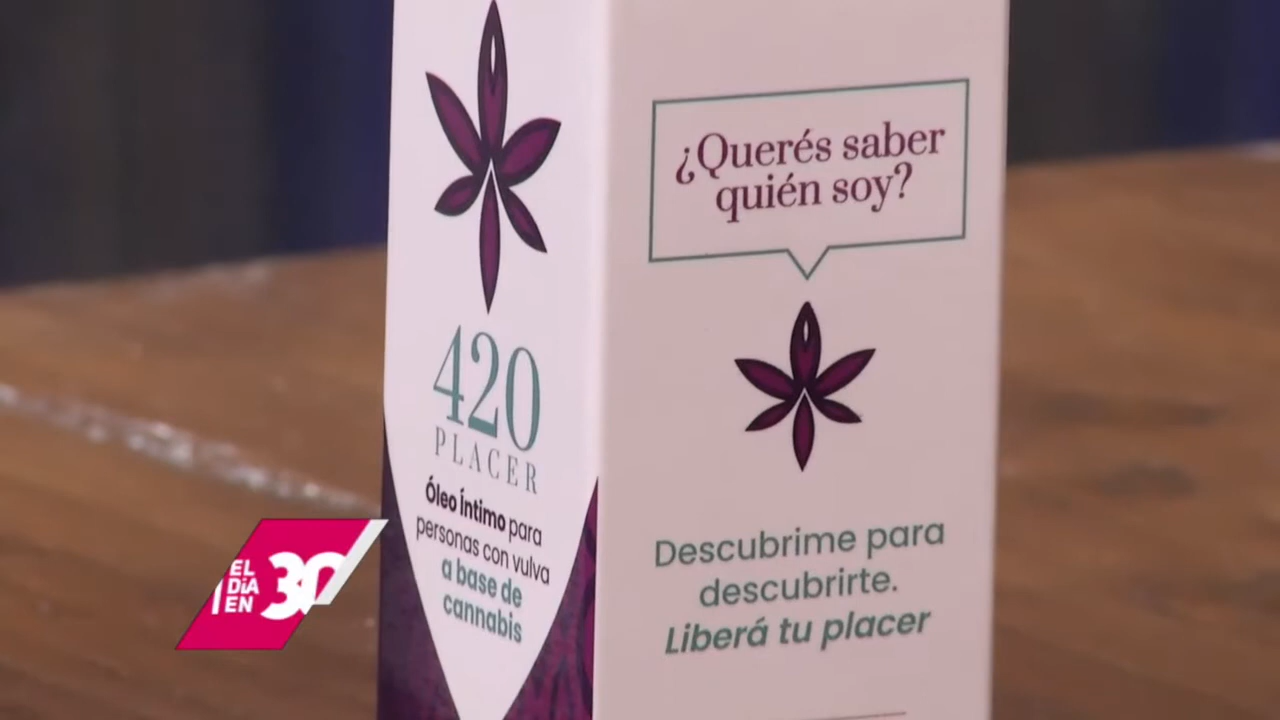 420
PLACER
Óleo Íntimo para
personas con vulva
a base de
cannabis
¿Querés saber
quién soy?
Descubrime para
descubrirte.
Liberá tu placer
EL
DíA
EN
30